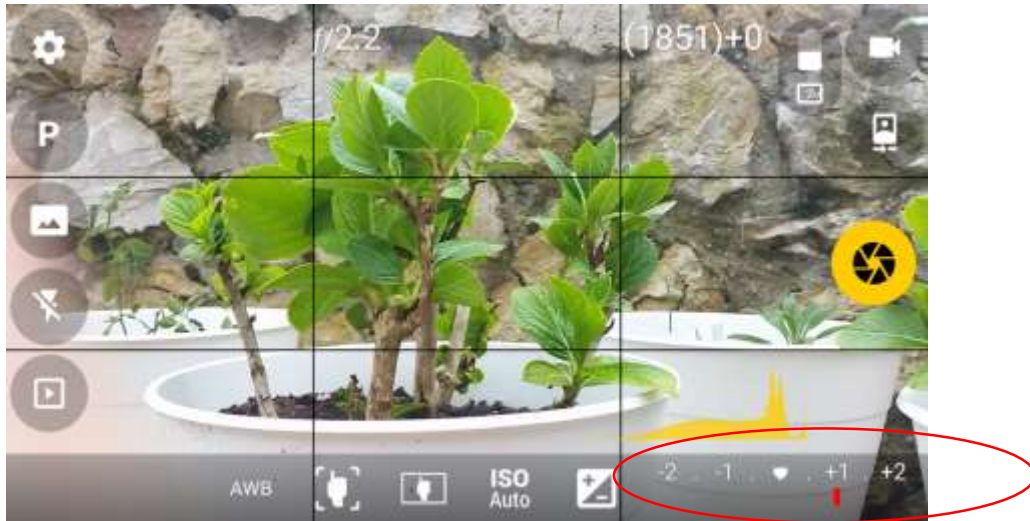 f/2.2
(1851)+0
P
AWB
ISO
Auto
-2 . -1 . . +1 . +2